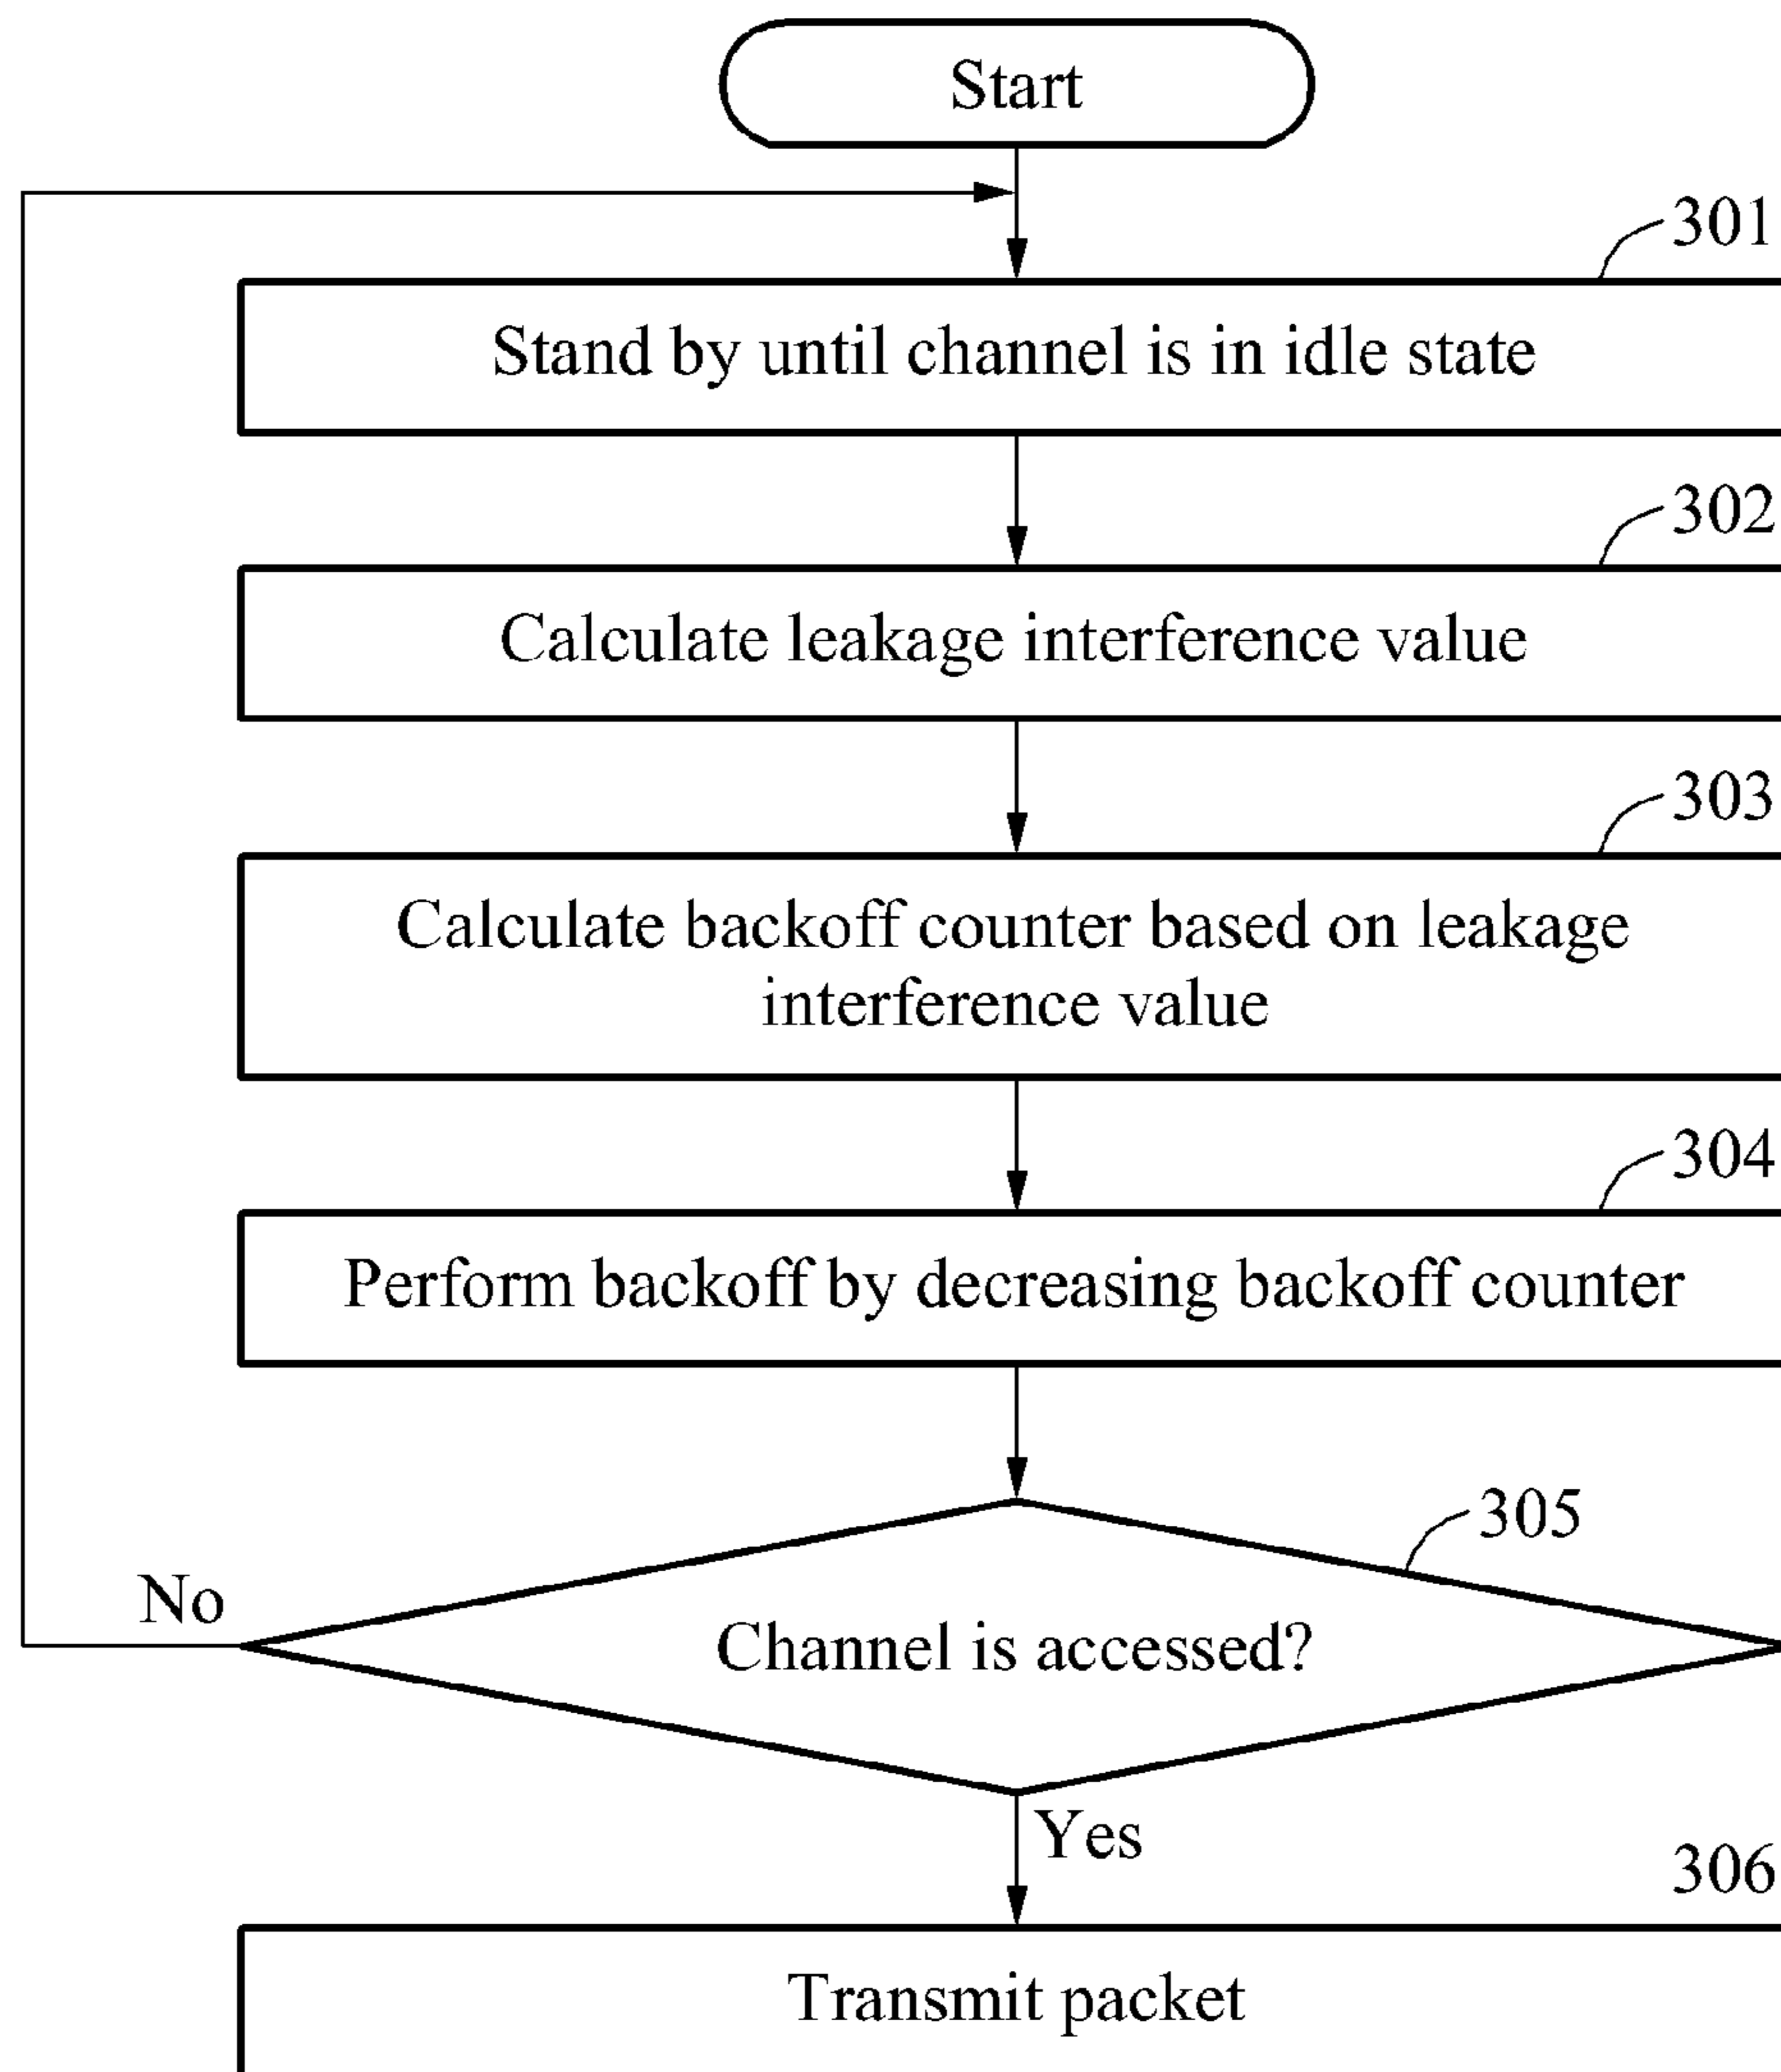 Start
301
Stand by until channel is in idle state
302
Calculate leakage interference value
303
Calculate backoff counter based on leakage
interference value
304
Perform backoff by decreasing backoff counter
305
No
Channel is accessed?
Yes
306
Transmit packet